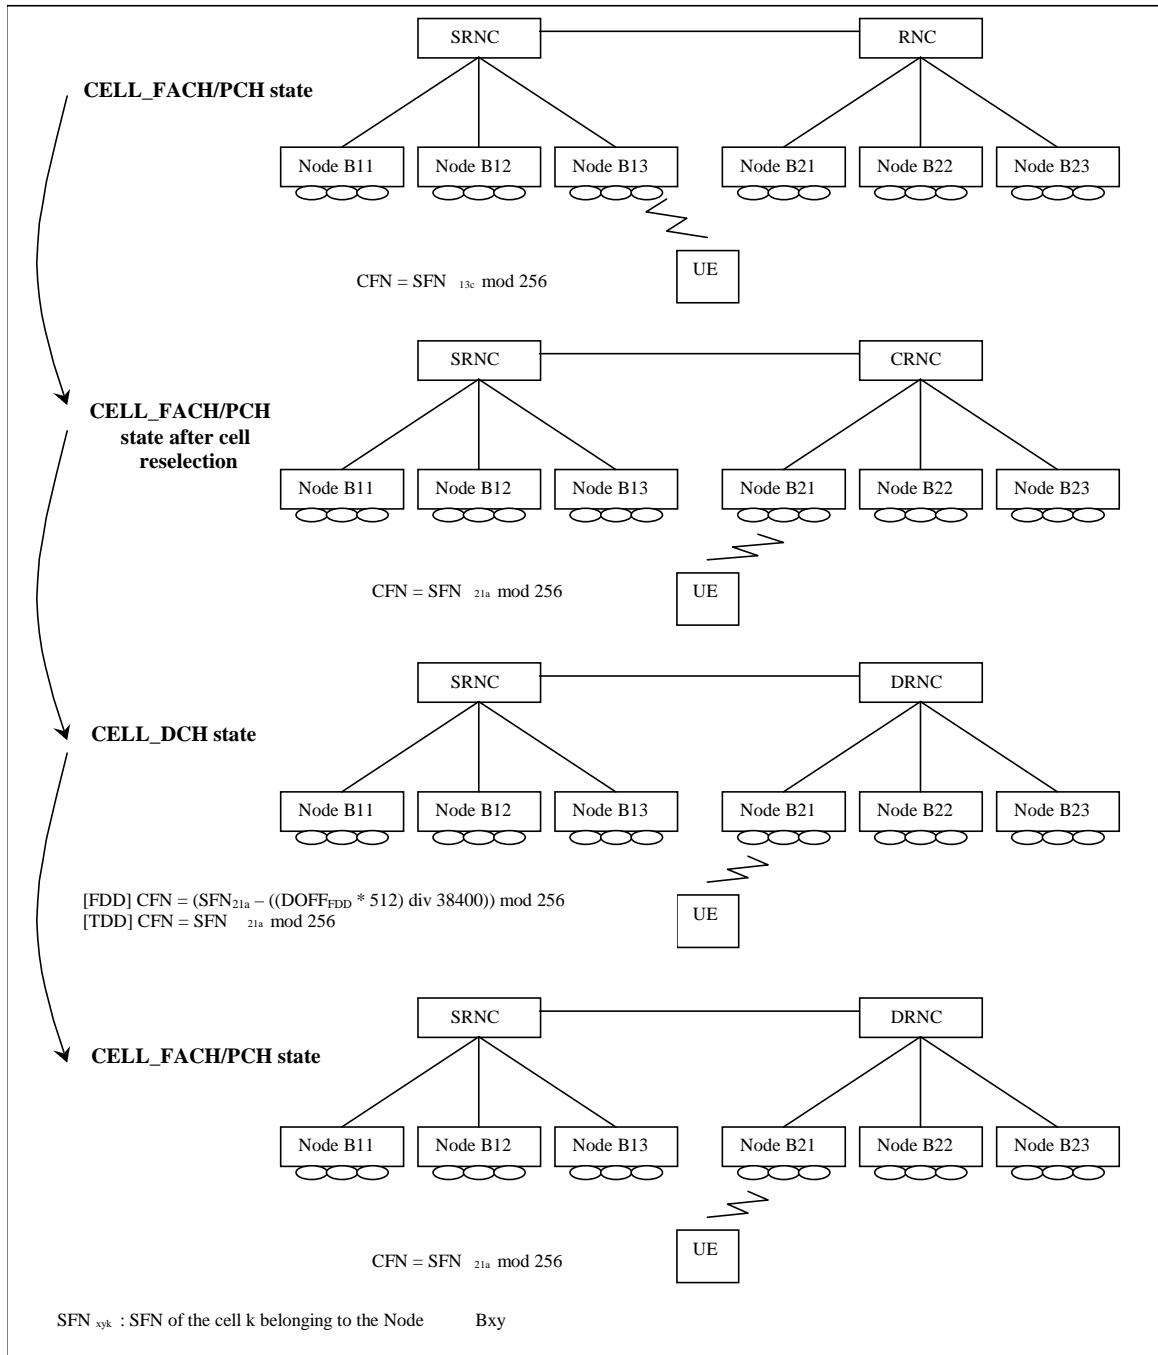 SRNC RNC
CELL_FACH/PCH state
Node B11 Node B12 Node B13 Node B21 Node B22 Node B23
UE
CFN = SFN 13c mod 256
SRNC CRNC
CELL_FACH/PCH
state after cell
reselection
Node B11 Node B12 Node B13 Node B21 Node B22 Node B23
UE
CFN = SFN 21a mod 256
SRNC DRNC
CELL_DCH state
Node B11 Node B12 Node B13 Node B21 Node B22 Node B23
[FDD] CFN = (SFN21a – ((DOFFFDD * 512) div 38400)) mod 256
UE
[TDD] CFN = SFN 21a mod 256
SRNC DRNC
CELL_FACH/PCH state
Node B11 Node B12 Node B13 Node B21 Node B22 Node B23
UE
CFN = SFN 21a mod 256
SFN xyk : SFN of the cell k belonging to the Node Bxy